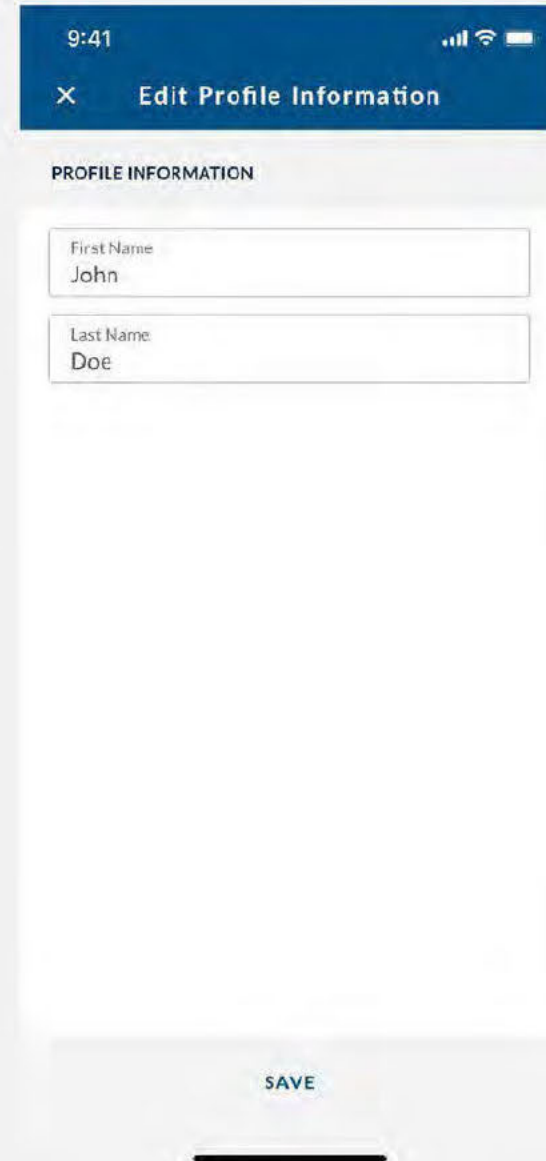 9:41
Edit Profile Information
PROFILE INFORMATION
First Name
John
Last Name
Doe
SAVE